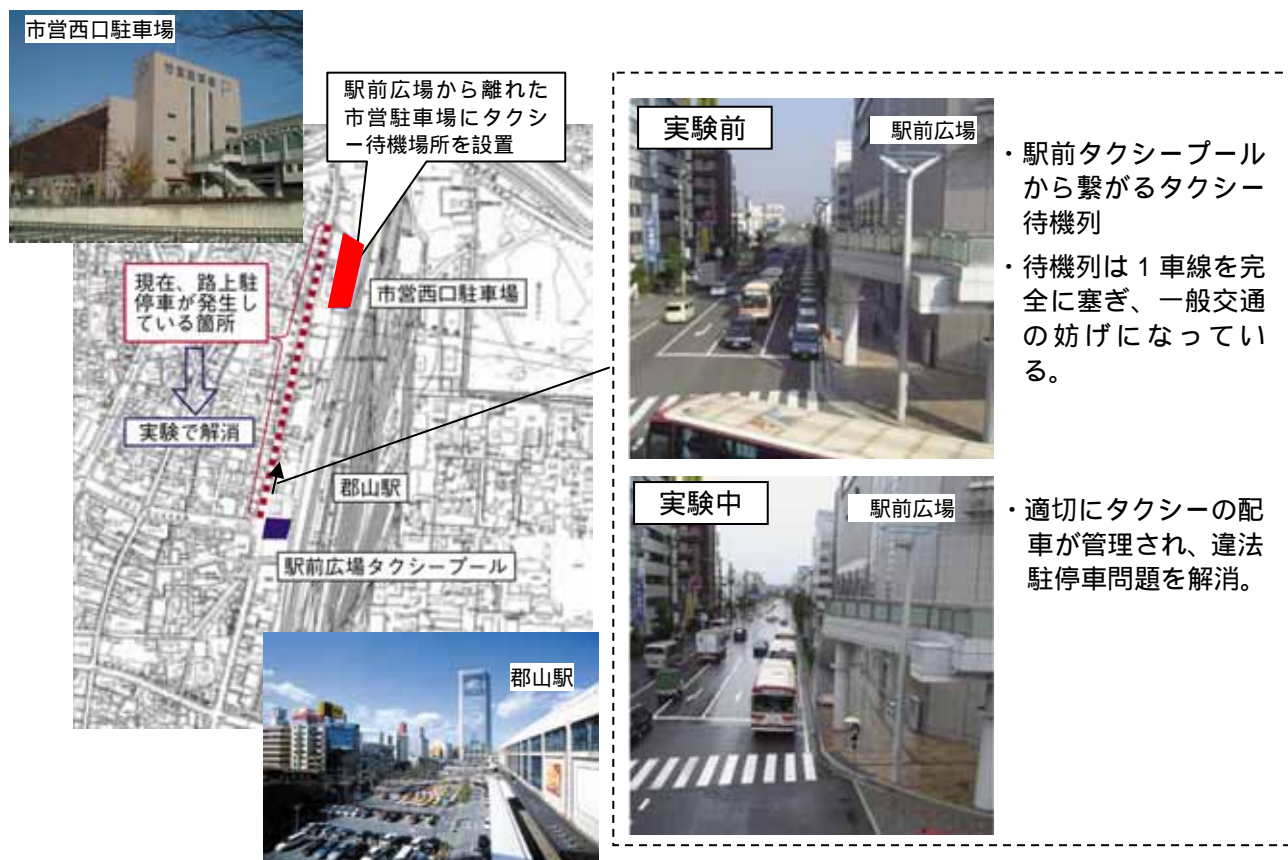 市営西口駐車場
駅前広場から離れた
市営駐車場にタクシ
ー待機場所を設置
現在、路上駐
停車が発生し
ている箇所
実験で解消
市営西口駐車場
郡山駅
駅前広場タクシープール
郡山駅
実験前
駅前広場
・駅前タクシープール
から繋がるタクシー
待機列
・待機列は1車線を完
全に塞ぎ、一般交通
の妨げになってい
る。
実験中
駅前広場
・適切にタクシーの配
車が管理され、違法
駐停車問題を解消。